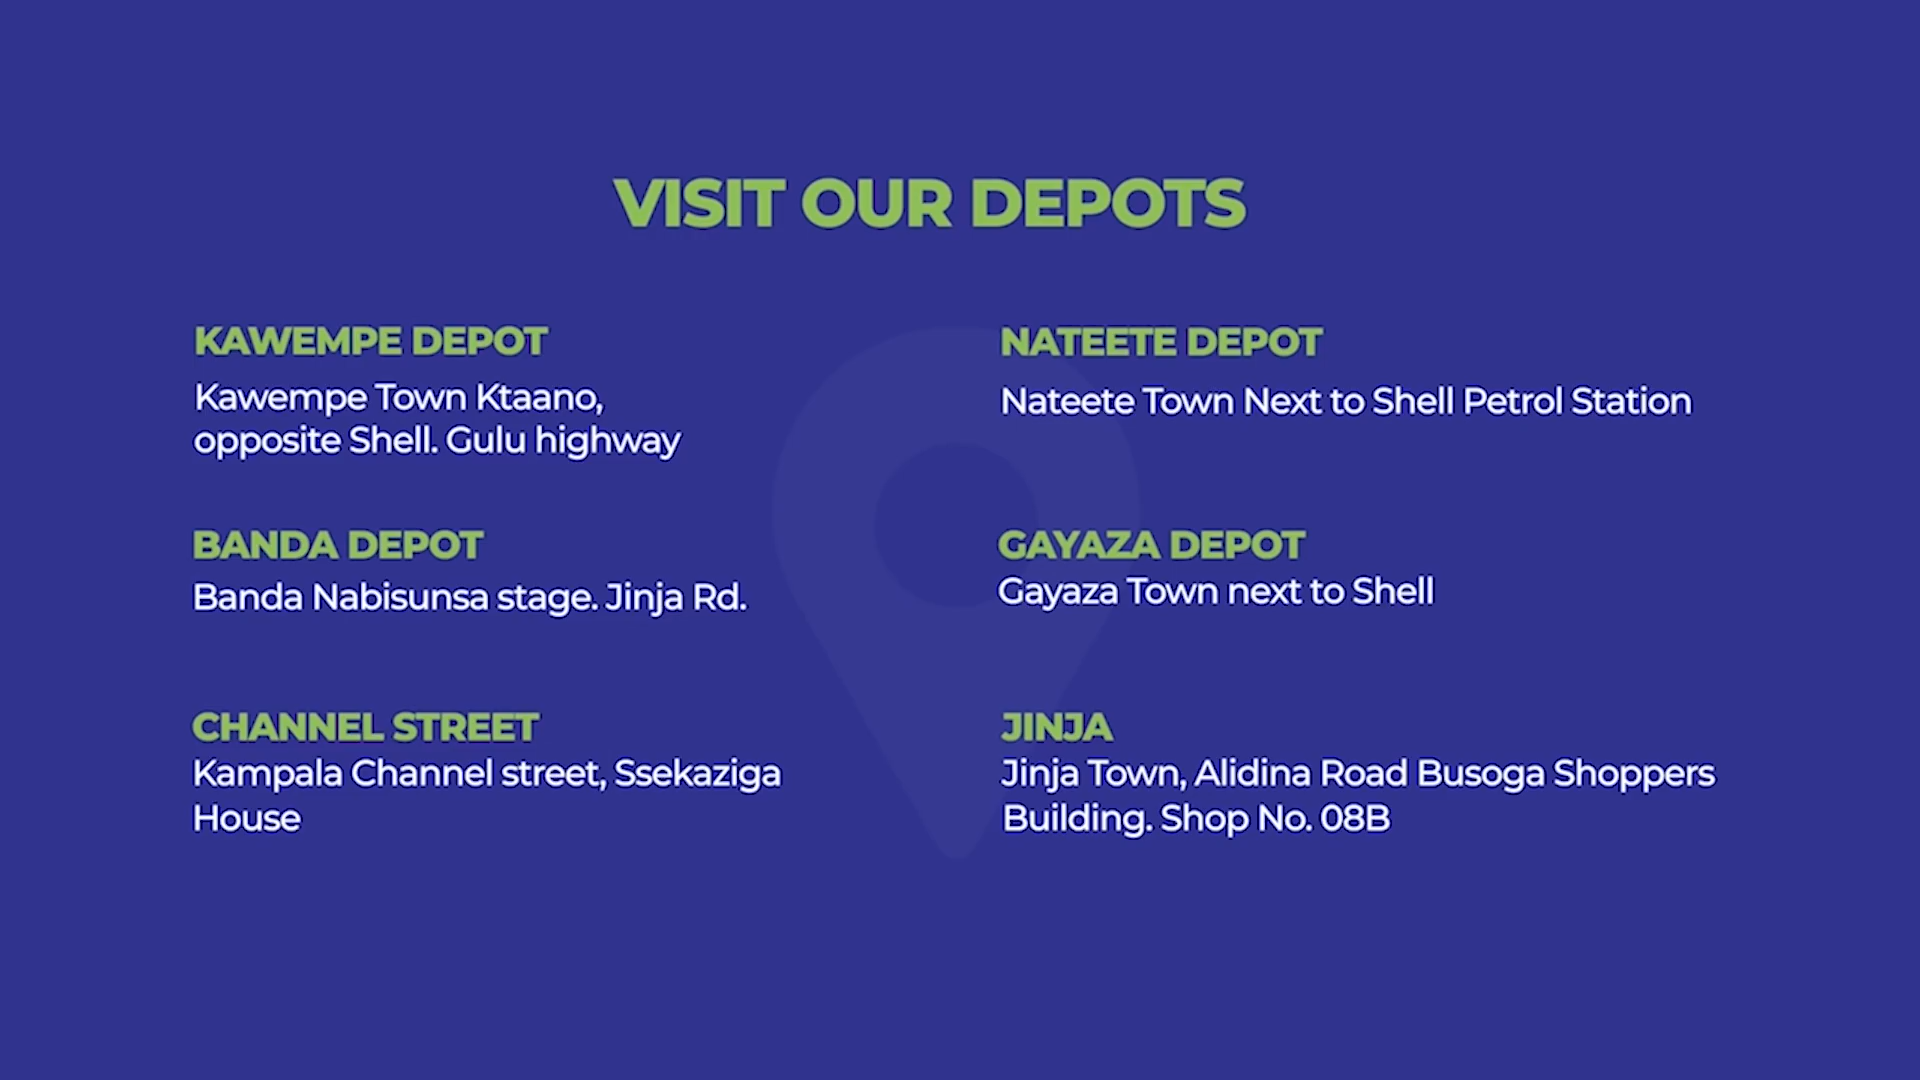 VISIT OUR DEPOTS
KAWEMPE DEPOT
Kawempe Town Ktaano,
opposite Shell. Gulu highway
NATEETE DEPOT
Nateete Town Next to Shell Petrol Station
BANDA DEPOT
Banda Nabisunsa stage. Jinja Rd.
GAYAZA DEPOT
Gayaza Town next to Shell
CHANNEL STREET
Kampala Channel street, Ssekaziga
House
JINJA
Jinja Town, Alidina Road Busoga Shoppers
Building. Shop No. 08B